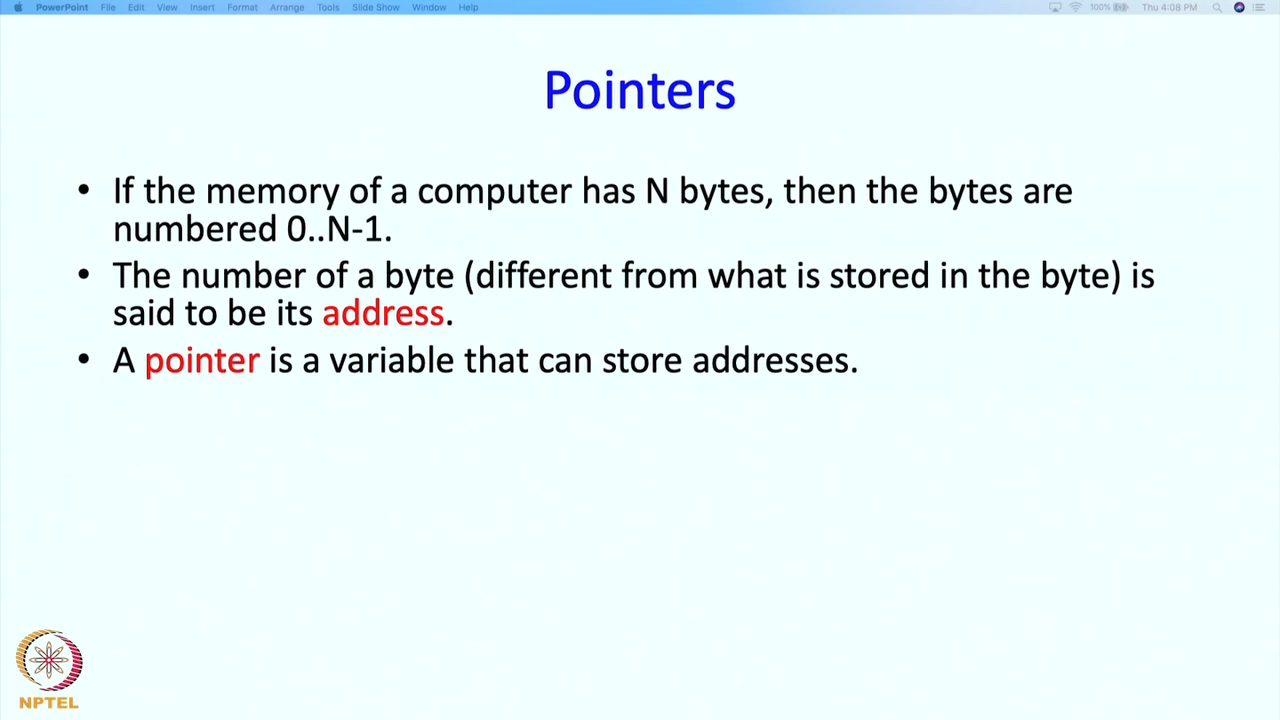 PowerPoint File Edit View Insert Format Arrange Tools Slide Show Window Help 100% Thu 4:08 PM
Pointers
• If the memory of a computer has N bytes, then the bytes are
numbered 0..N-1.
• The number of a byte (different from what is stored in the byte) is
said to be its address.
• A pointer is a variable that can store addresses.
NPTEL